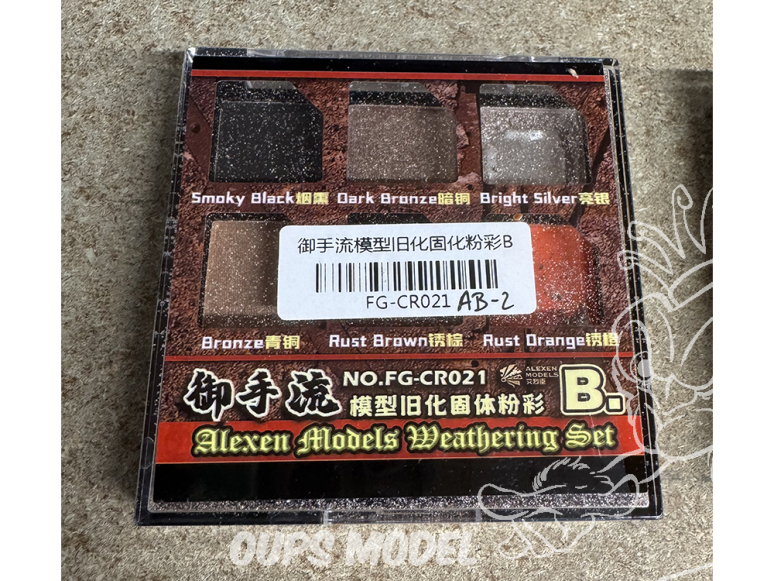 Smoky Black烟熏 Dark Bronze暗铜 Bright Silver亮银
御手流模型旧化固化粉彩B
FG-CR021 AB-2
Bronze青铜 Rust Brown锈棕 Rust Orange锈橙
御手流 NO.FG-CR021 ALEXEN MODELS
模型旧化固体粉彩 B.
Alexen Models Weathering Set
OUPS MODEL